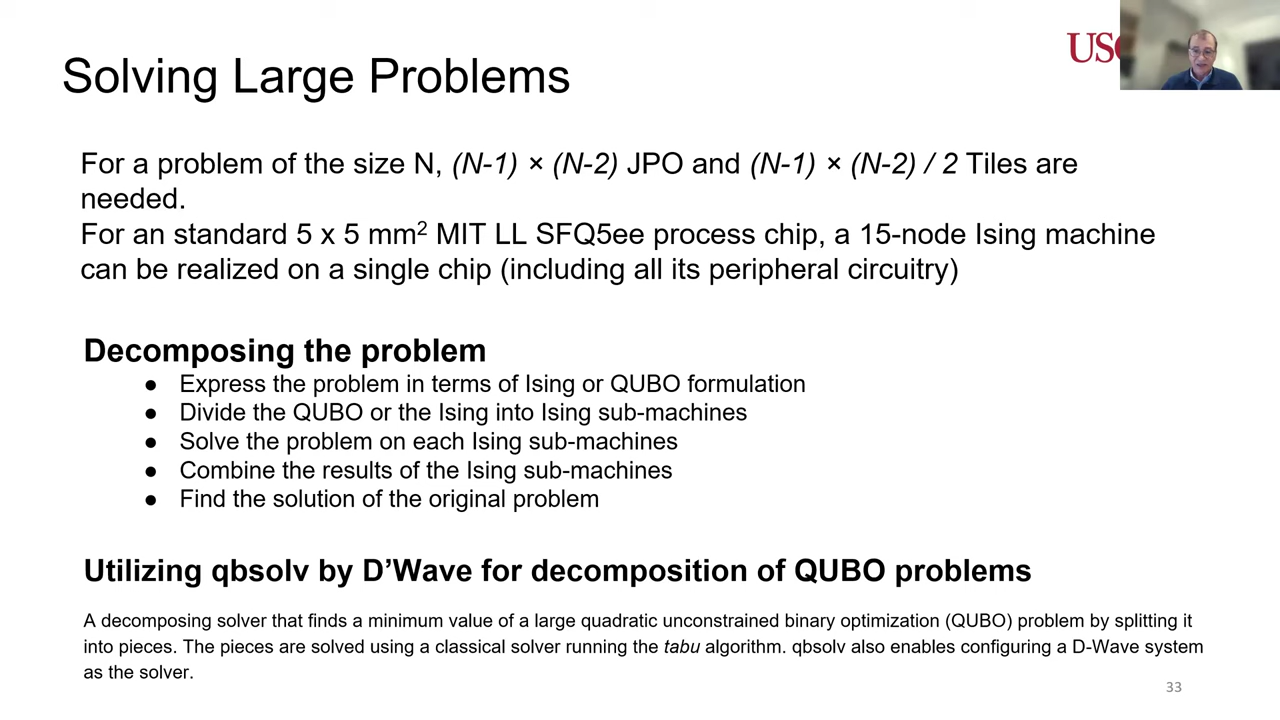 USC
Solving Large Problems
For a problem of the size N, (N-1) × (N-2) JPO and (N-1) × (N-2) / 2 Tiles are
needed.
For an standard 5 x 5 mm² MIT LL SFQ5ee process chip, a 15-node Ising machine
can be realized on a single chip (including all its peripheral circuitry)
Decomposing the problem
● Express the problem in terms of Ising or QUBO formulation
● Divide the QUBO or the Ising into Ising sub-machines
● Solve the problem on each Ising sub-machines
● Combine the results of the Ising sub-machines
● Find the solution of the original problem
Utilizing qbsolv by D’Wave for decomposition of QUBO problems
A decomposing solver that finds a minimum value of a large quadratic unconstrained binary optimization (QUBO) problem by splitting it
into pieces. The pieces are solved using a classical solver running the tabu algorithm. qbsolv also enables configuring a D-Wave system
as the solver.
33